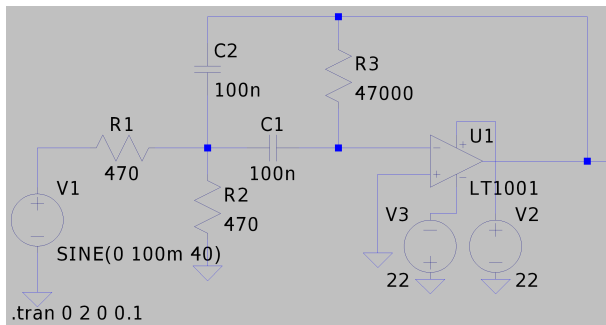 C2
100n
R3
47000
R1
470
C1
100n
U1
LT1001
V1
R2
470
SINE(0 100m 40)
V3
22
V2
22
.tran 0 2 0 0.1